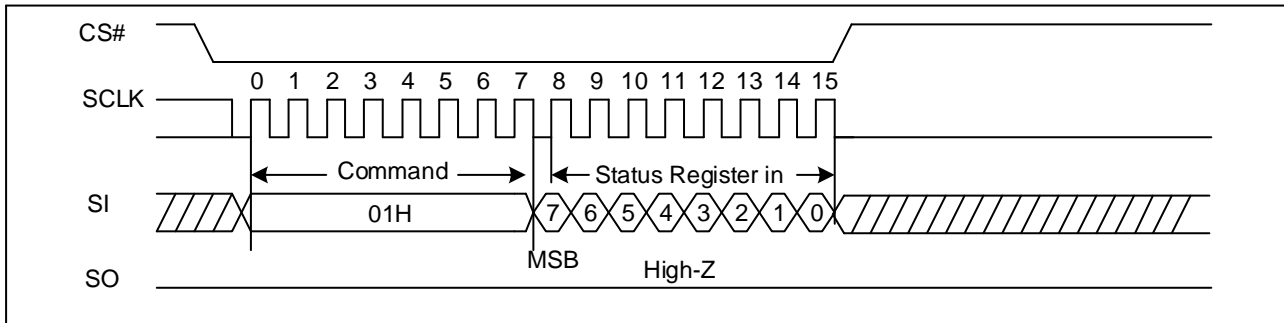 CS#
0 1 2 3 4 5 6 7 8 9 10 11 12 13 14 15
SCLK
Command Status Register in
SI 01H 7 6 5 4 3 2 1 0
MSB High-Z
SO